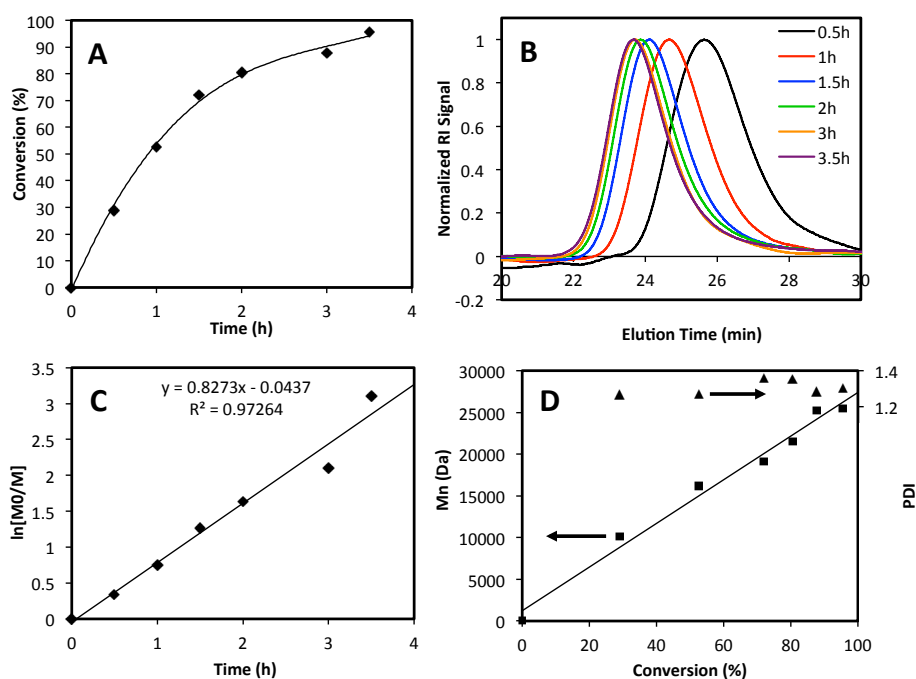 A
Conversion (%)
100
90
80
70
60
50
40
30
20
10
0
0 1 2 3 4
Time (h)
B
Normalized RI Signal
1
0.8
0.6
0.4
0.2
0
-0.2
20 22 24 26 28 30
Elution Time (min)
0.5h
1h
1.5h
2h
3h
3.5h
C
y = 0.8273x - 0.0437
R² = 0.97264
ln[M0/M]
3.5
3
2.5
2
1.5
1
0.5
0
0 1 2 3 4
Time (h)
D
Mn (Da)
30000
25000
20000
15000
10000
5000
0
0 20 40 60 80 100
Conversion (%)
1.4
1.2
PDI